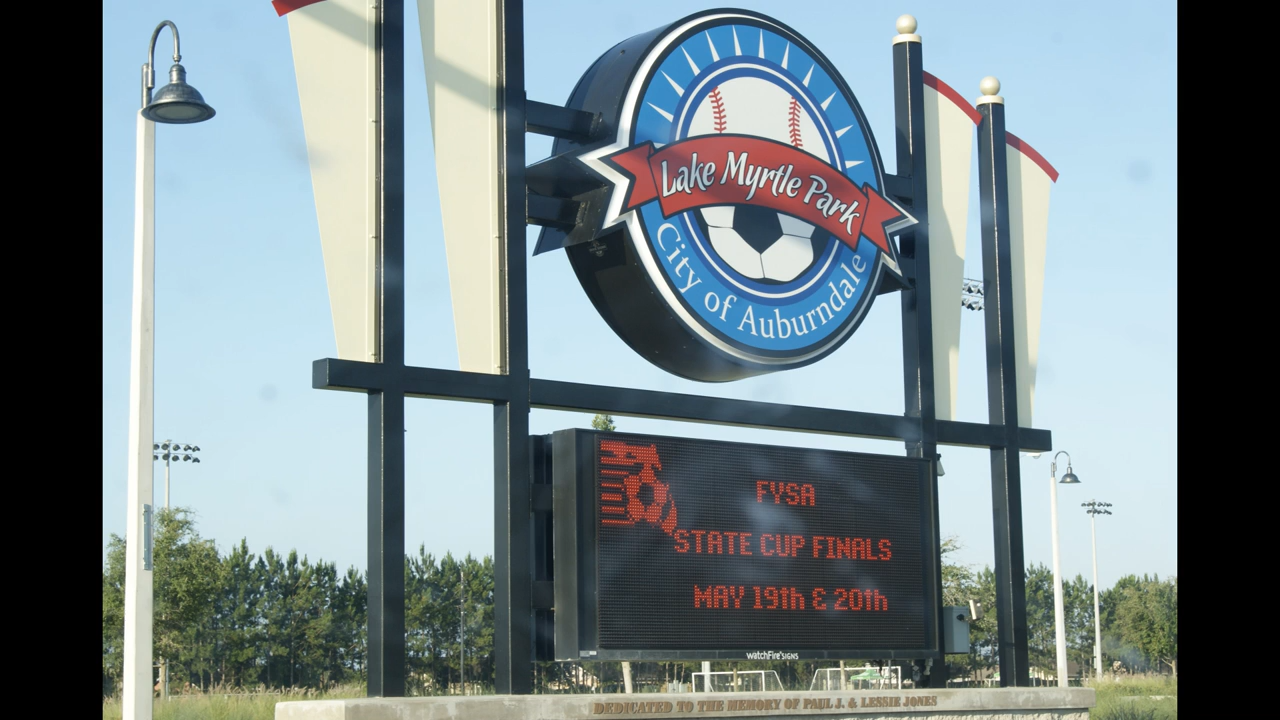 Lake Myrtle Park
City of Auburndale
FYSA
STATE CUP FINALS
MAY 19th & 20th
watchFire SIGNS
DEDICATED TO THE MEMORY OF PAUL J. & LESSIE JONES